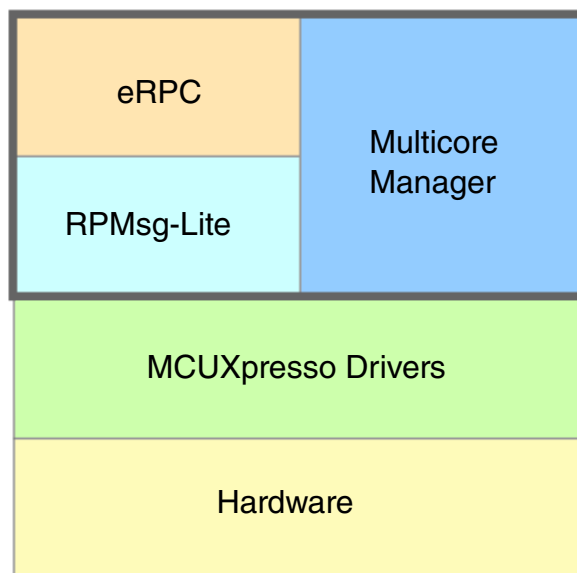 eRPC
Multicore
Manager
RPMsg-Lite
MCUXpresso Drivers
Hardware